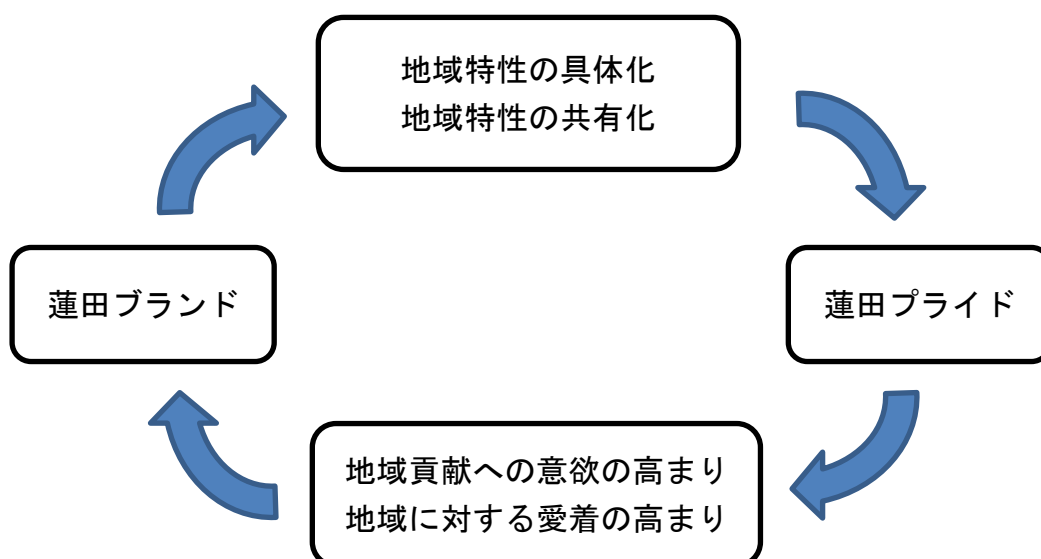 地域特性の具体化
地域特性の共有化
蓮田ブランド
蓮田プライド
地域貢献への意欲の高まり
地域に対する愛着の高まり